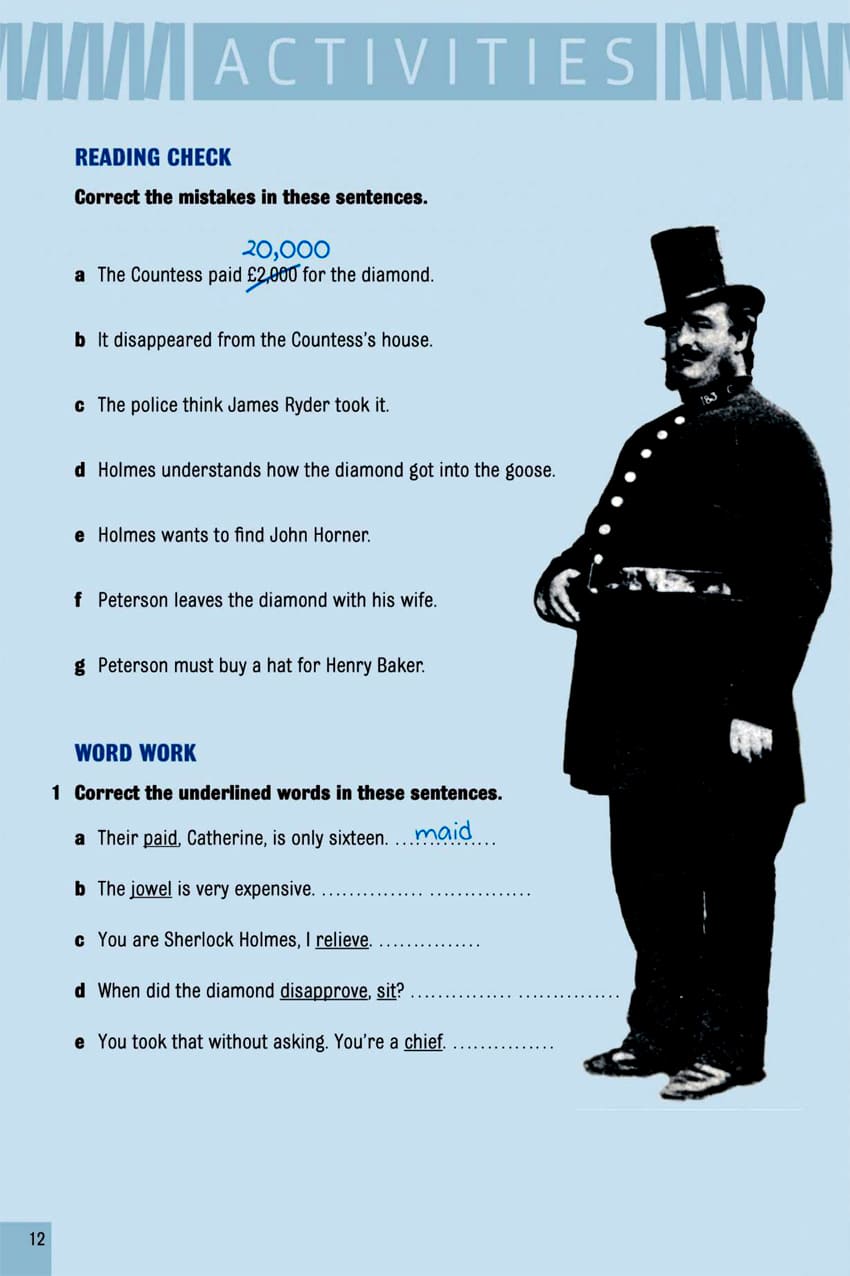 ACTIVITIES
READING CHECK
Correct the mistakes in these sentences.
20,000
a The Countess paid £2,000 for the diamond.
b It disappeared from the Countess's house.
c The police think James Ryder took it.
d Holmes understands how the diamond got into the goose.
e Holmes wants to find John Horner.
f Peterson leaves the diamond with his wife.
g Peterson must buy a hat for Henry Baker.
WORD WORK
1 Correct the underlined words in these sentences.
a Their paid, Catherine, is only sixteen. ...maid...
b The jowel is very expensive. .............. ..............
c You are Sherlock Holmes, I relieve. ..............
d When did the diamond disapprove, sit? .............. ..............
e You took that without asking. You're a chief. ..............
183 C
12